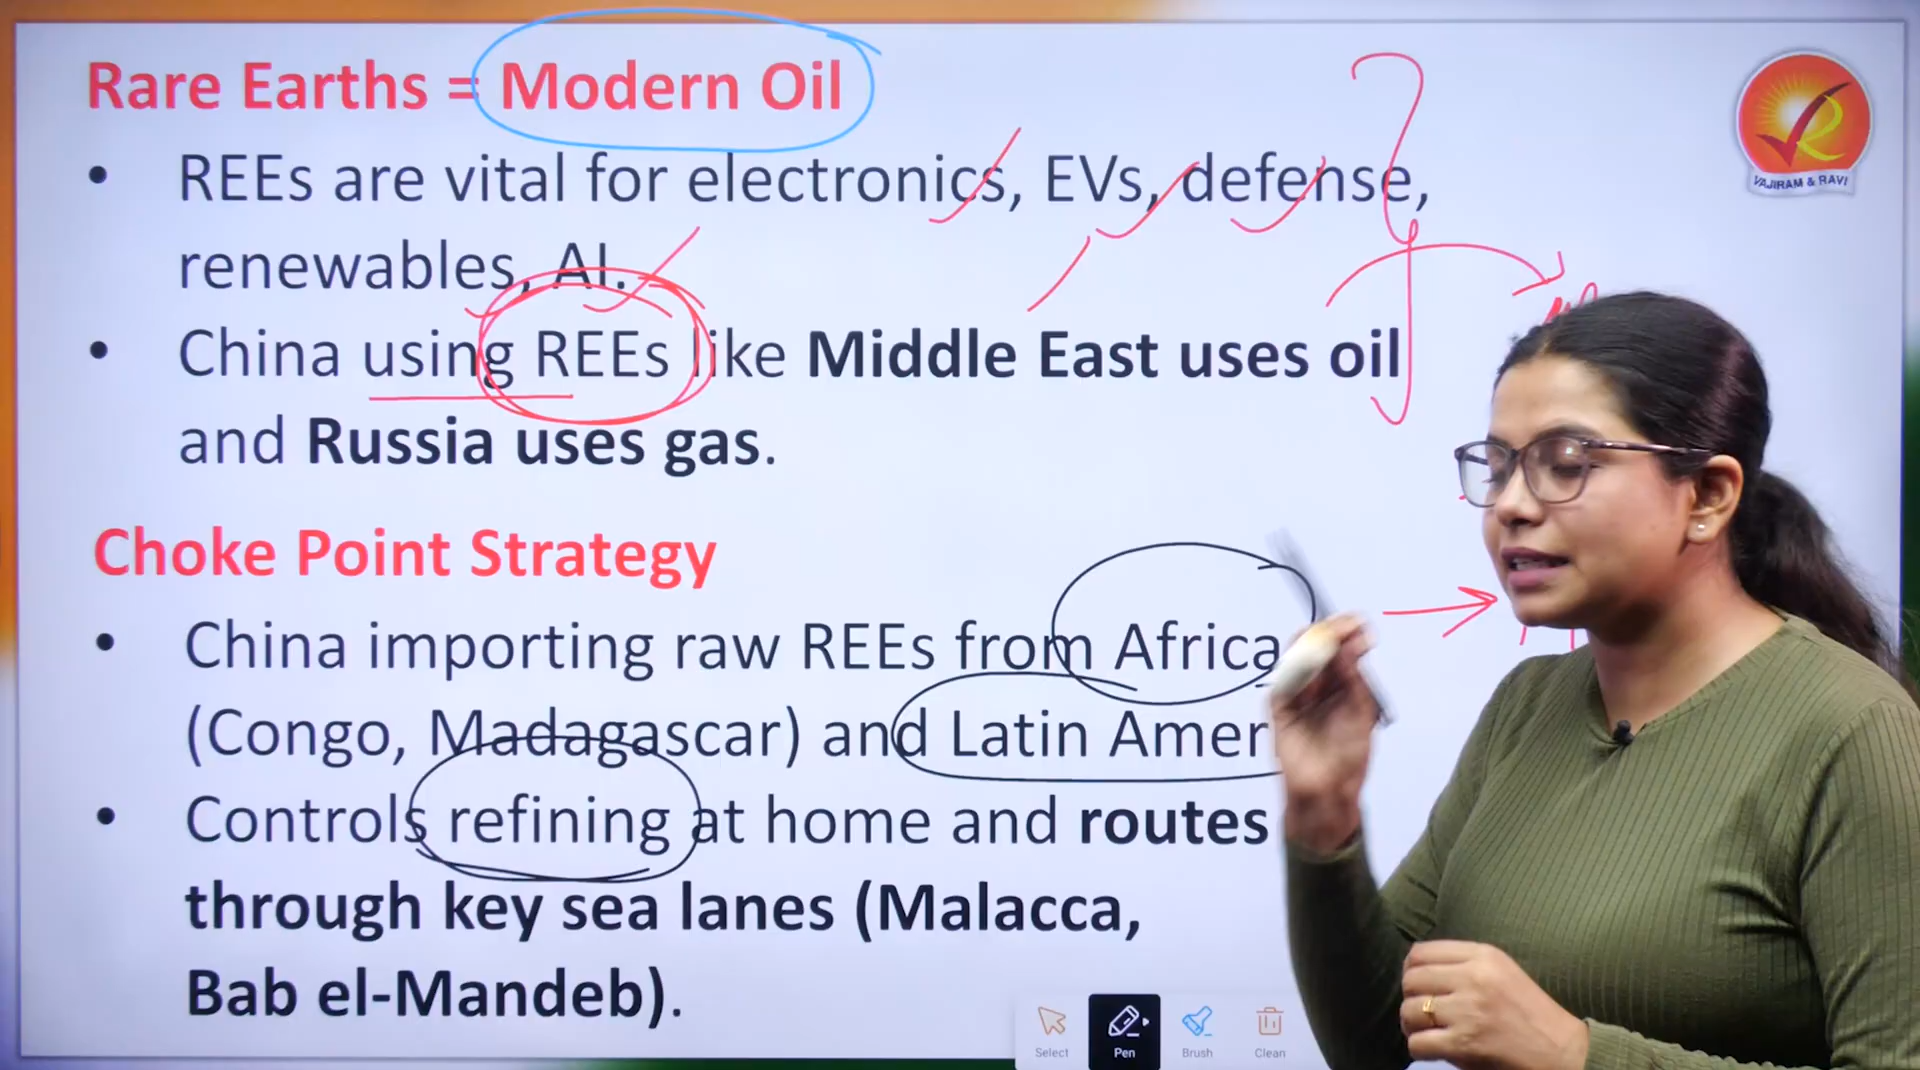 Rare Earths = Modern Oil
• REEs are vital for electronics, EVs, defense,
renewables, AI.
• China using REEs like Middle East uses oil
and Russia uses gas.
Choke Point Strategy
• China importing raw REEs from Africa
(Congo, Madagascar) and Latin Amer
• Controls refining at home and routes
through key sea lanes (Malacca,
Bab el-Mandeb).
VAJIRAM & RAVI
Select Pen Brush Clean